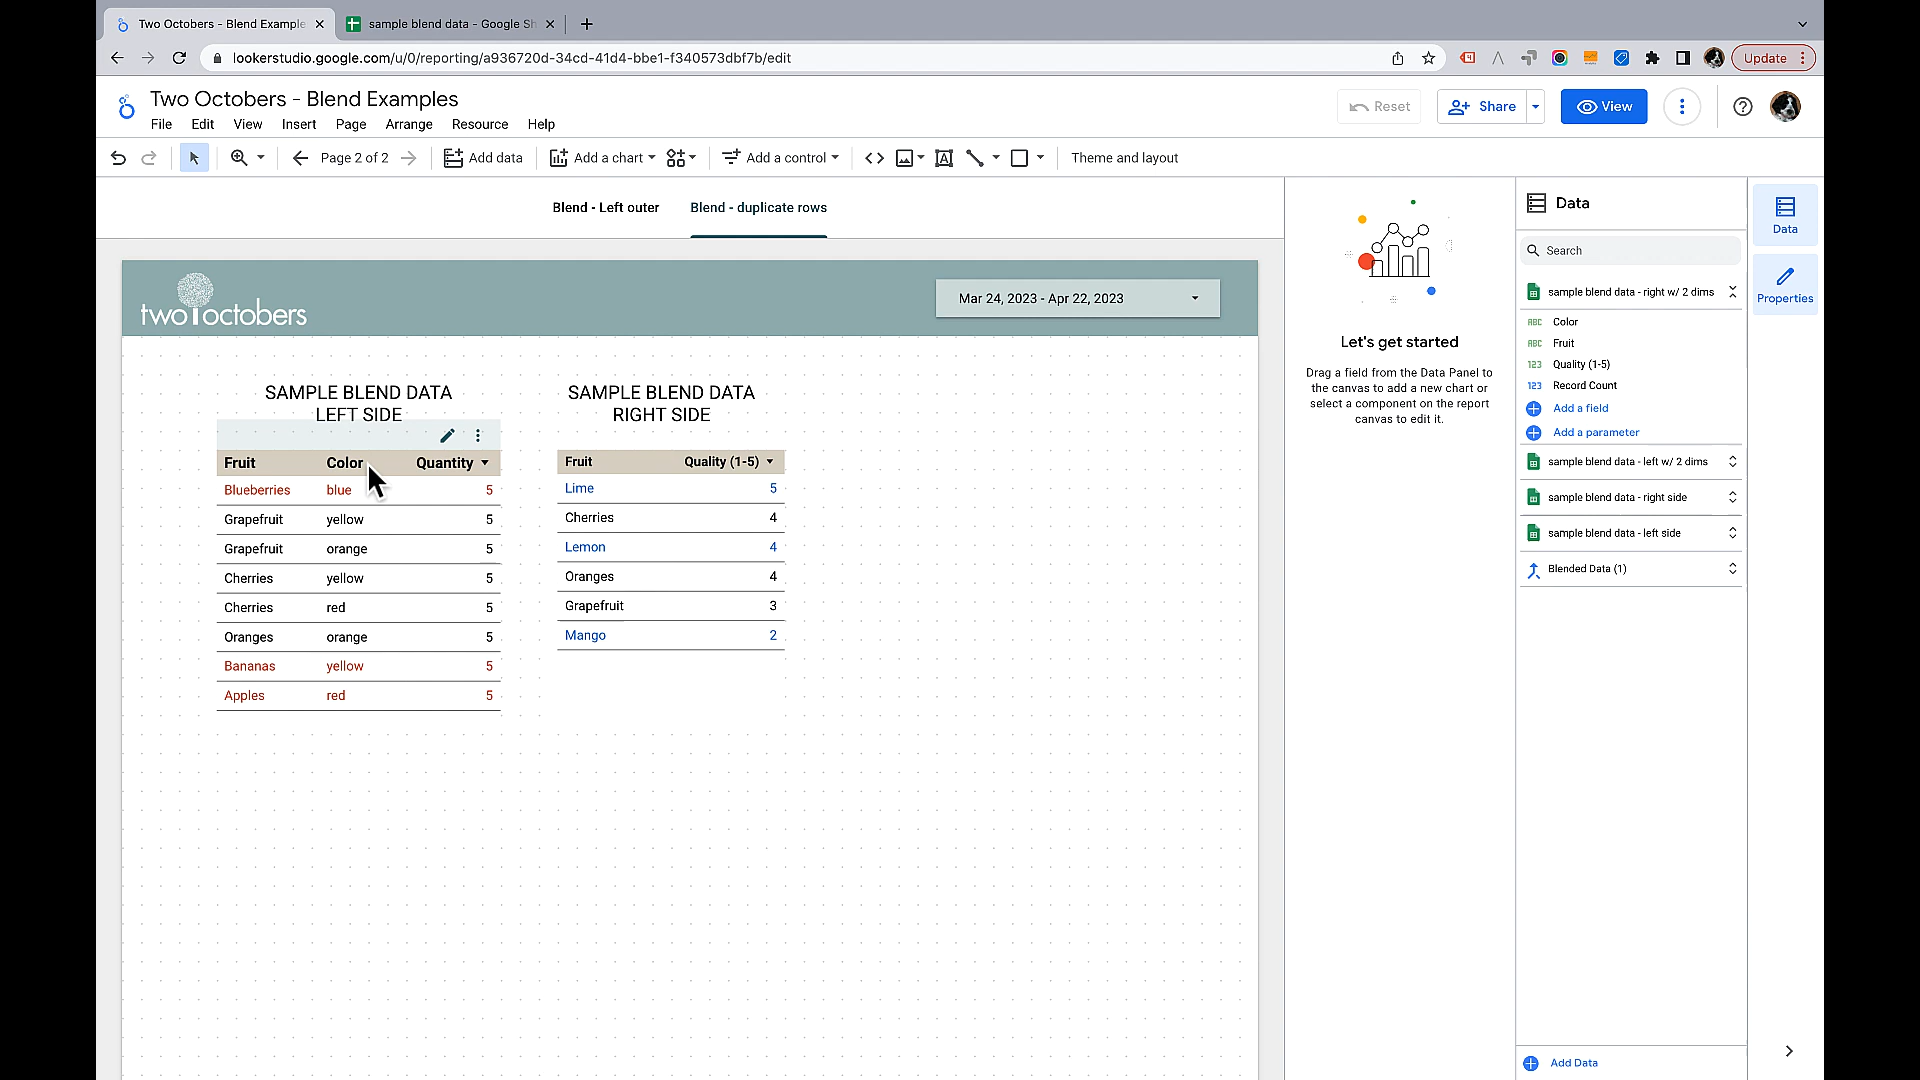 Two Octobers - Blend Example
sample blend data - Google Sh
lookerstudio.google.com/u/0/reporting/a936720d-34cd-41d4-bbe1-f340573dbf7b/edit
Update
Two Octobers - Blend Examples
File Edit View Insert Page Arrange Resource Help
Reset
Share
View
Page 2 of 2
Add data
Add a chart
Add a control
Theme and layout
Blend - Left outer
Blend - duplicate rows
two octobers
Mar 24, 2023 - Apr 22, 2023
SAMPLE BLEND DATA
LEFT SIDE
Fruit Color Quantity
Blueberries blue 5
Grapefruit yellow 5
Grapefruit orange 5
Cherries yellow 5
Cherries red 5
Oranges orange 5
Bananas yellow 5
Apples red 5
SAMPLE BLEND DATA
RIGHT SIDE
Fruit Quality (1-5)
Lime 5
Cherries 4
Lemon 4
Oranges 4
Grapefruit 3
Mango 2
Let's get started
Drag a field from the Data Panel to
the canvas to add a new chart or
select a component on the report
canvas to edit it.
Data
Search
sample blend data - right w/ 2 dims
ABC Color
ABC Fruit
123 Quality (1-5)
123 Record Count
Add a field
Add a parameter
sample blend data - left w/ 2 dims
sample blend data - right side
sample blend data - left side
Blended Data (1)
Add Data
Data
Properties